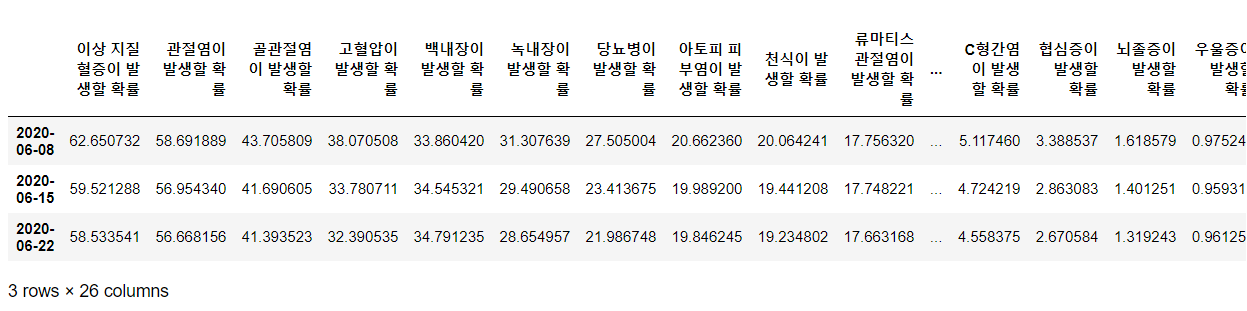 이상 지질혈증이 발생할 확률 관절염이 발생할 확률 골관절염이 발생할 확률 고혈압이 발생할 확률 백내장이 발생할 확률 녹내장이 발생할 확률 당뇨병이 발생할 확률 아토피 피부염이 발생할 확률 천식이 발생할 확률 류마티스 관절염이 발생할 확률 ... C형간염이 발생할 확률 협심증이 발생할 확률 뇌졸증이 발생할 확률 우울증이 발생할
2020-06-08 62.650732 58.691889 43.705809 38.070508 33.860420 31.307639 27.505004 20.662360 20.064241 17.756320 ... 5.117460 3.388537 1.618579 0.97524
2020-06-15 59.521288 56.954340 41.690605 33.780711 34.545321 29.490658 23.413675 19.989200 19.441208 17.748221 ... 4.724219 2.863083 1.401251 0.95931
2020-06-22 58.533541 56.668156 41.393523 32.390535 34.791235 28.654957 21.986748 19.846245 19.234802 17.663168 ... 4.558375 2.670584 1.319243 0.96125
3 rows × 26 columns